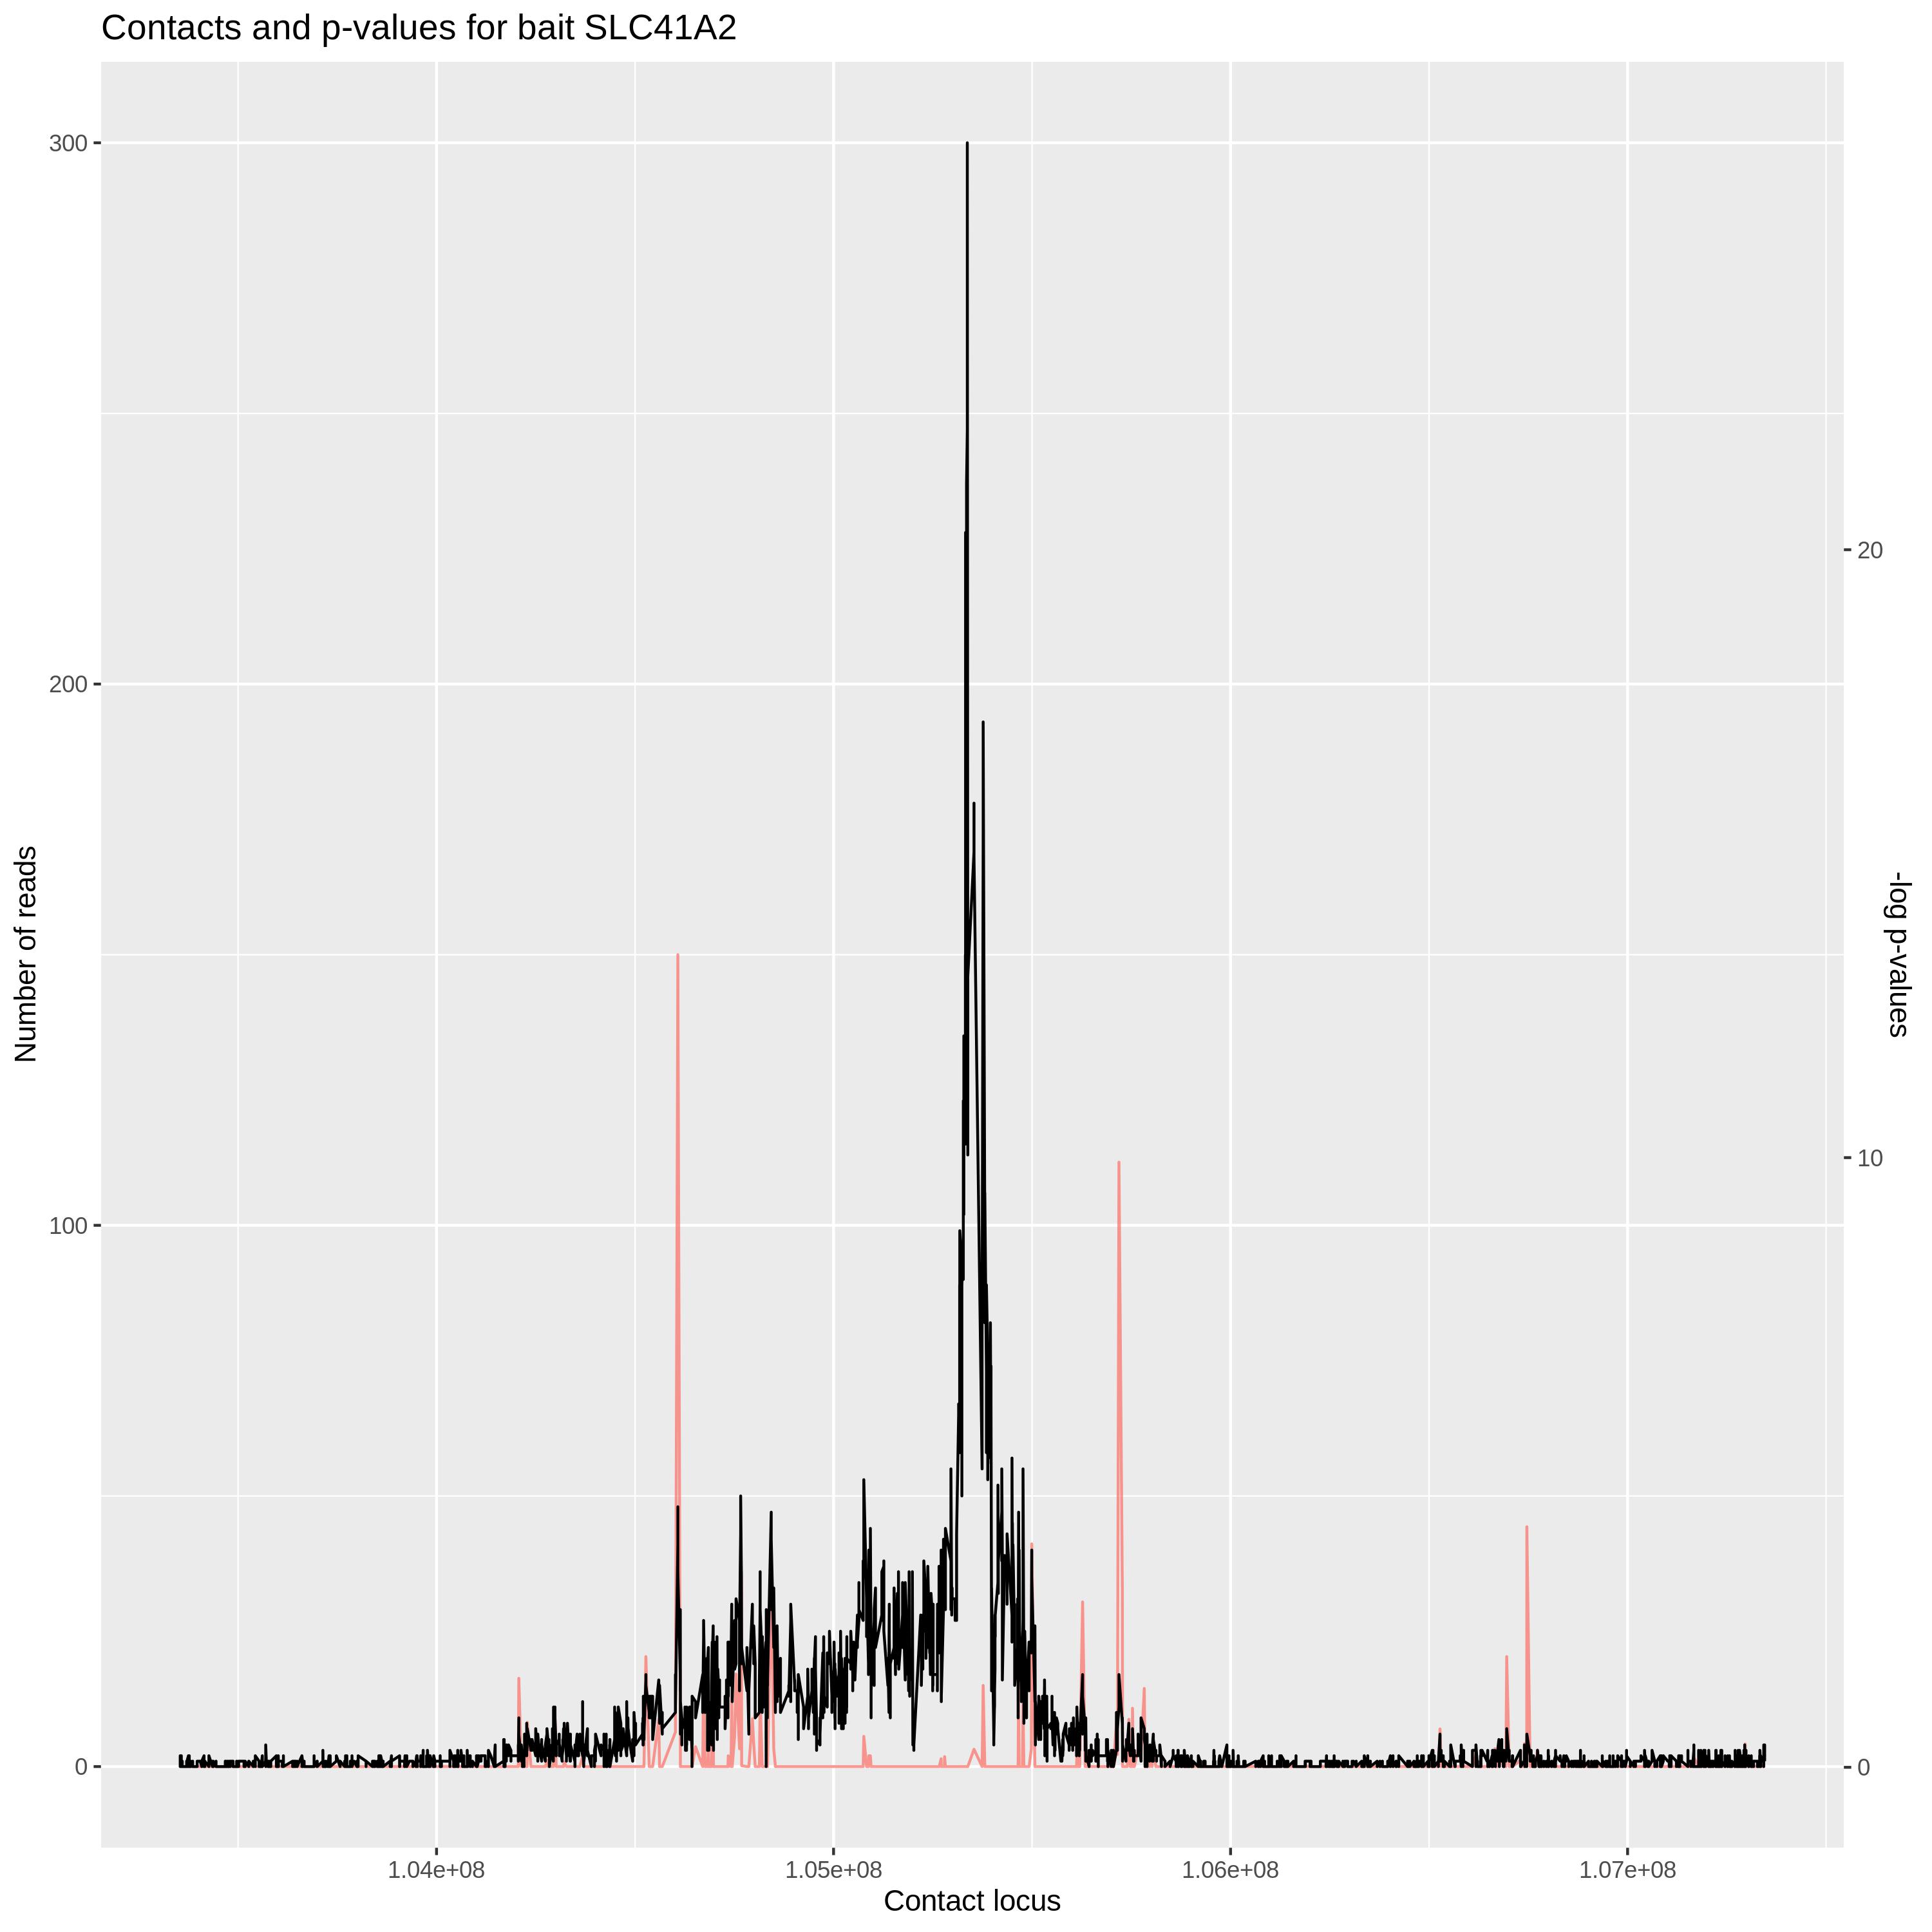 Contacts and p-values for bait SLC41A2
300
200
100
0
Number of reads
20
10
0
-log p-values
1.04e+08
1.05e+08
1.06e+08
1.07e+08
Contact locus